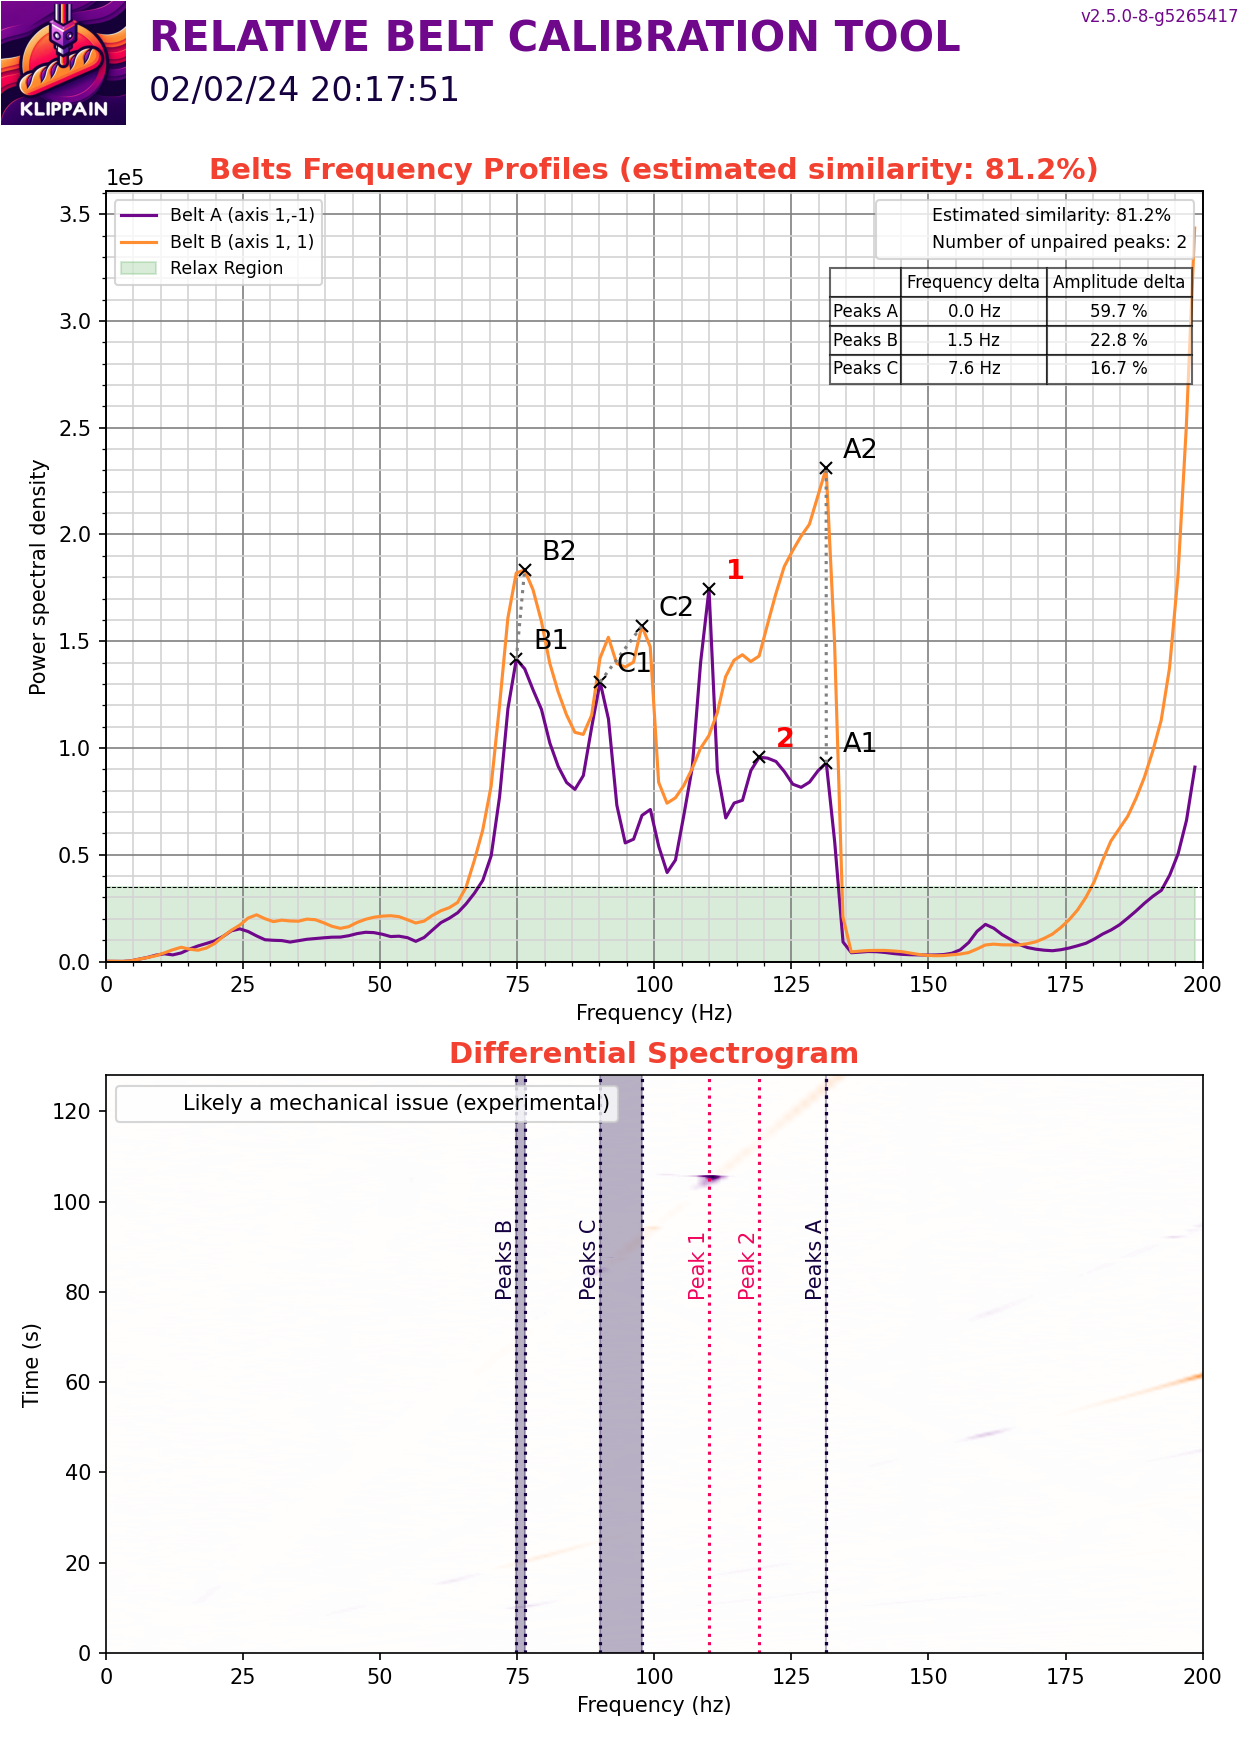 v2.5.0-8-g5265417
RELATIVE BELT CALIBRATION TOOL
02/02/24 20:17:51
KLIPPAIN
Belts Frequency Profiles (estimated similarity: 81.2%)
1e5
Belt A (axis 1,-1)
Belt B (axis 1, 1)
Relax Region
Estimated similarity: 81.2%
Number of unpaired peaks: 2
Frequency delta Amplitude delta
Peaks A 0.0 Hz 59.7 %
Peaks B 1.5 Hz 22.8 %
Peaks C 7.6 Hz 16.7 %
3.5
3.0
2.5
2.0
1.5
1.0
0.5
0.0
Power spectral density
A2
B2
1
C2
B1
C1
2
A1
0 25 50 75 100 125 150 175 200
Frequency (Hz)
Differential Spectrogram
Likely a mechanical issue (experimental)
120
100
80
60
40
20
0
Time (s)
Peaks B
Peaks C
Peak 1
Peak 2
Peaks A
0 25 50 75 100 125 150 175 200
Frequency (hz)